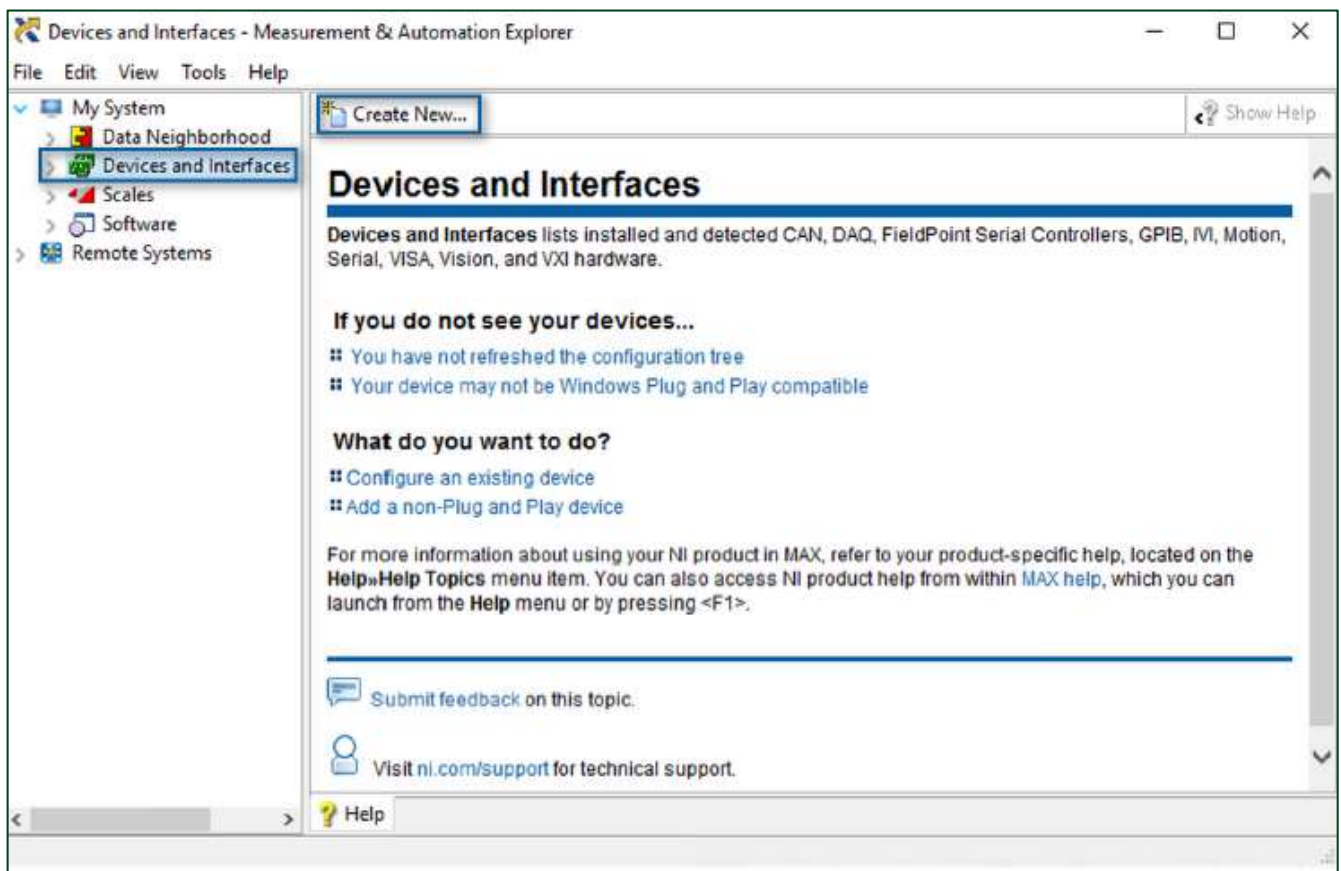 Devices and Interfaces - Measurement & Automation Explorer
File Edit View Tools Help
My System
Data Neighborhood
Devices and Interfaces
Scales
Software
Remote Systems
Create New...
Show Help
Devices and Interfaces
Devices and Interfaces lists installed and detected CAN, DAQ, FieldPoint Serial Controllers, GPIB, IVI, Motion,
Serial, VISA, Vision, and VXI hardware.
If you do not see your devices...
You have not refreshed the configuration tree
Your device may not be Windows Plug and Play compatible
What do you want to do?
Configure an existing device
Add a non-Plug and Play device
For more information about using your NI product in MAX, refer to your product-specific help, located on the
Help»Help Topics menu item. You can also access NI product help from within MAX help, which you can
launch from the Help menu or by pressing <F1>.
Submit feedback on this topic.
Visit ni.com/support for technical support.
Help